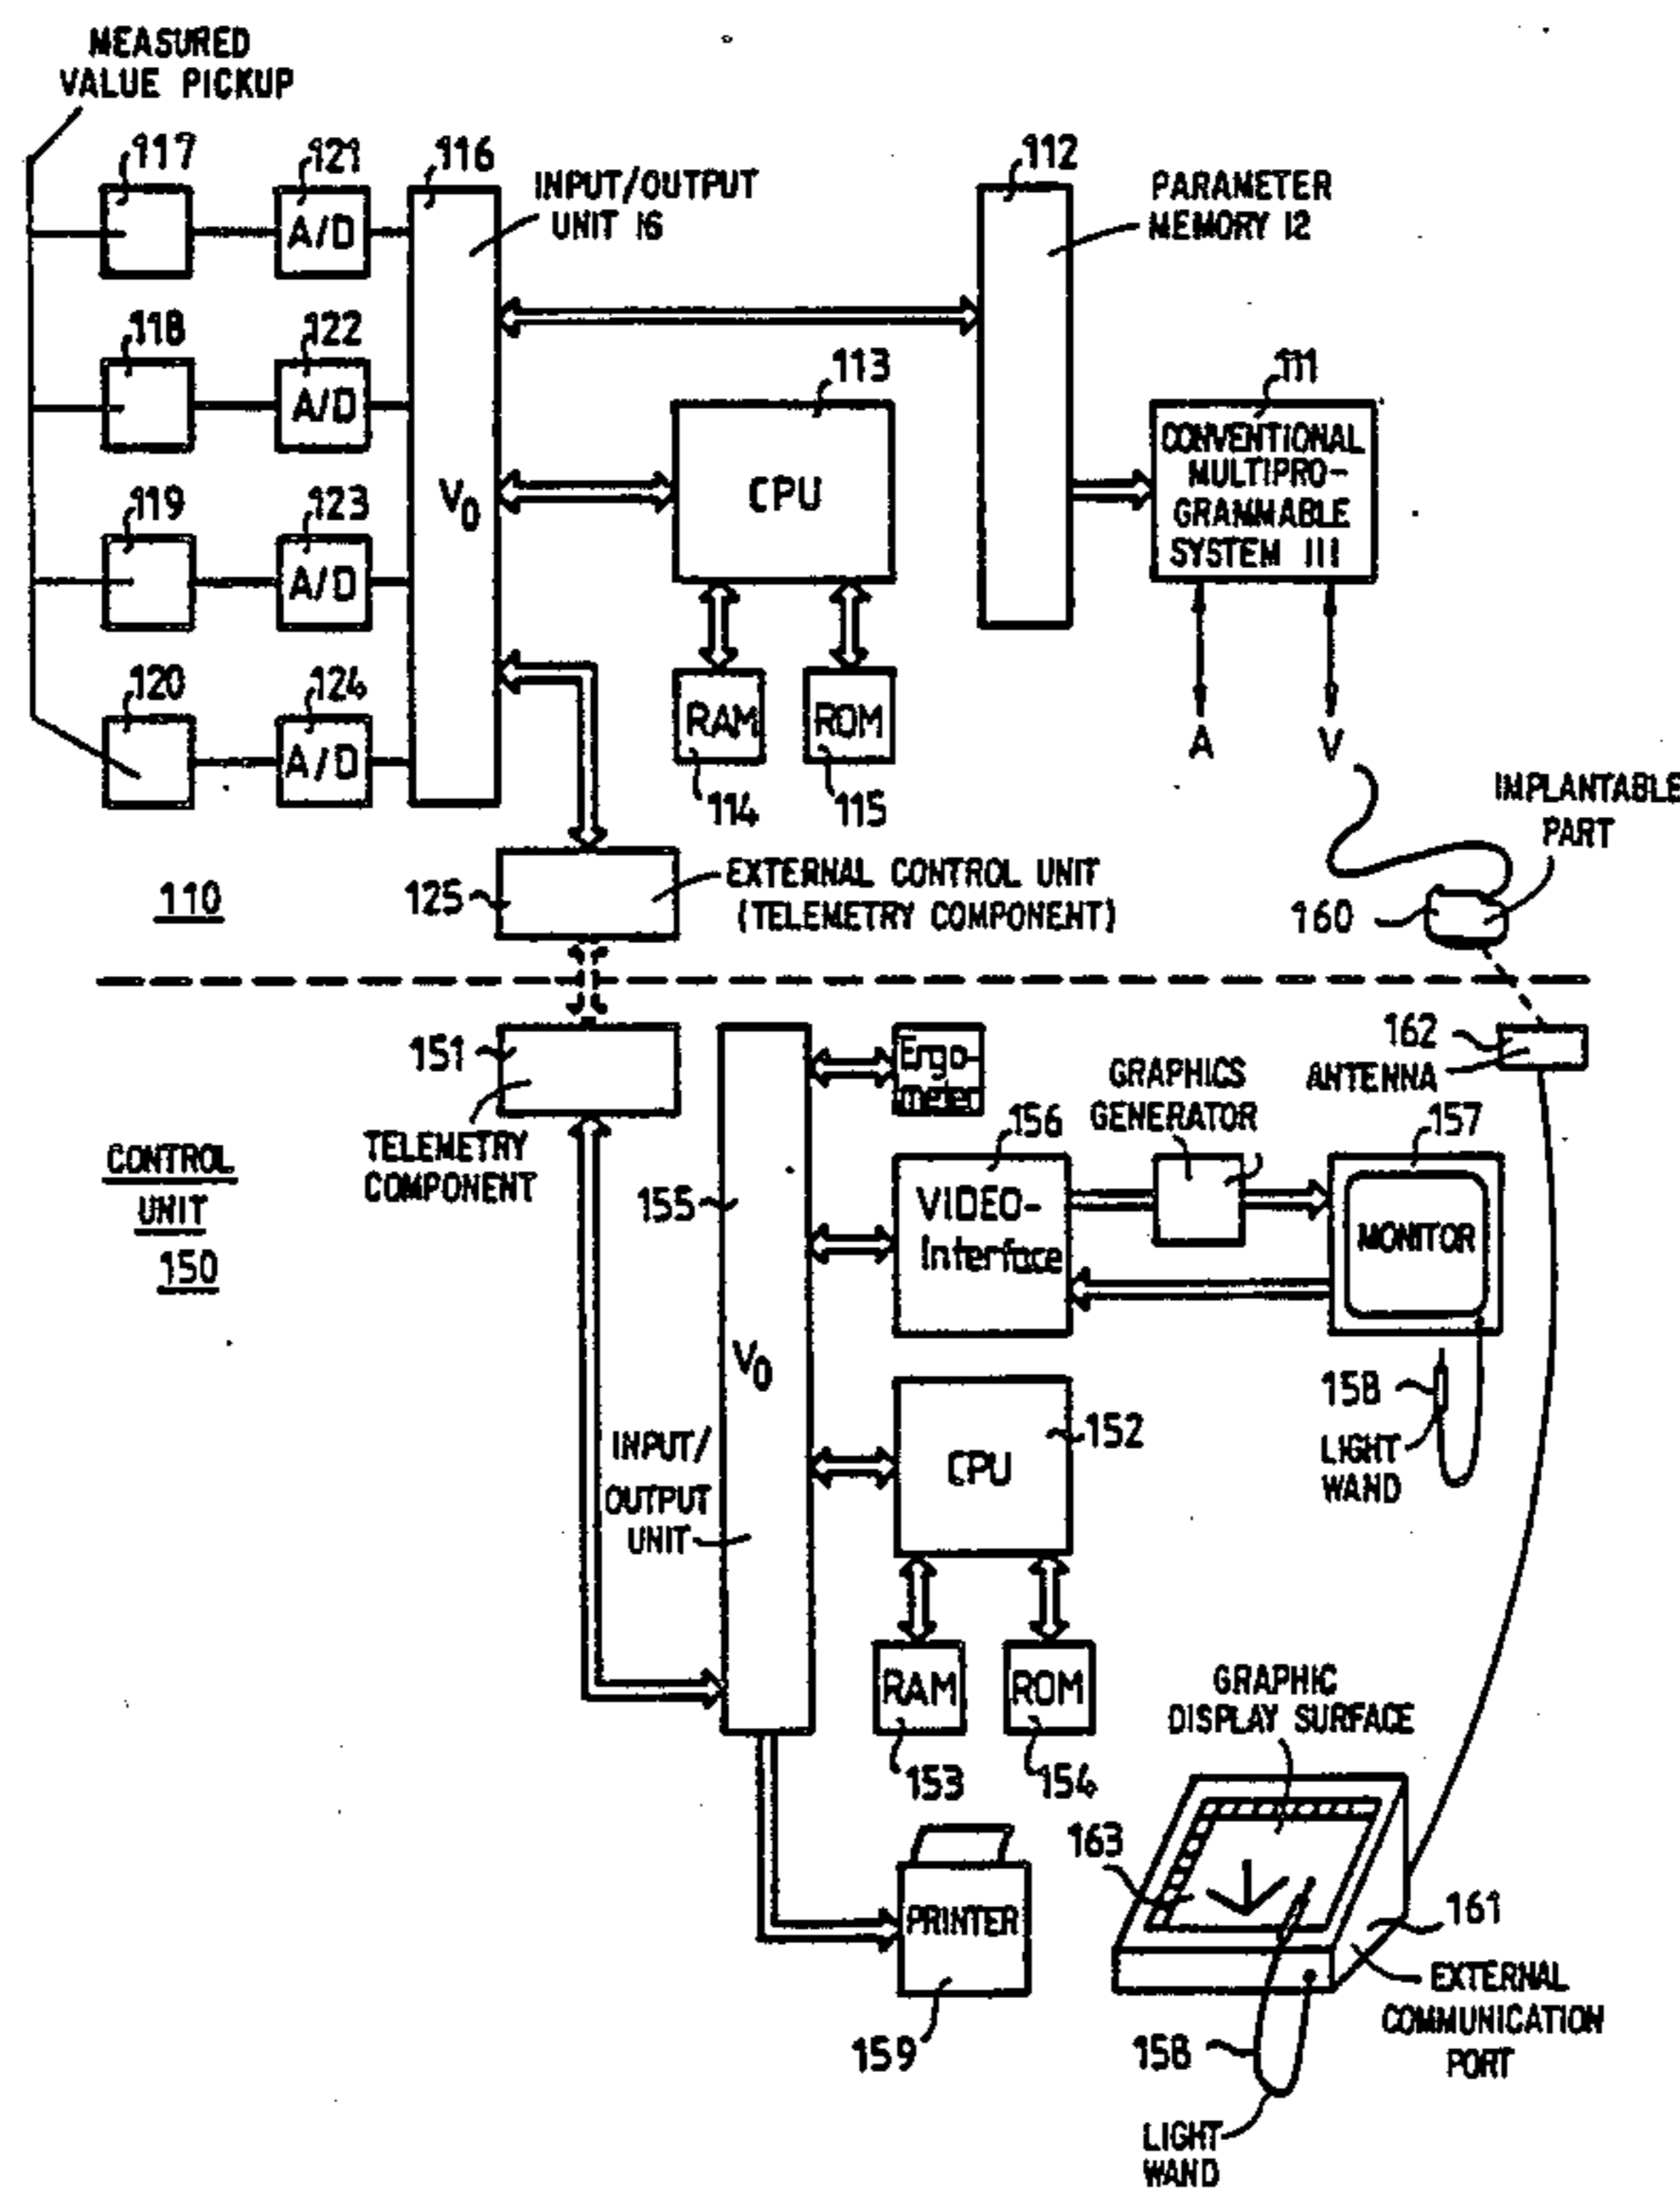 MEASURED
VALUE PICKUP
117
121
116
INPUT/OUTPUT
UNIT 16
112
PARAMETER
MEMORY 12
A/D
118
122
A/D
113
111
CONVENTIONAL
MULTIPRO-
GRAMMABLE
SYSTEM 111
CPU
V0
119
123
A/D
120
124
A/D
RAM
ROM
114
115
A
V
IMPLANTABLE
PART
110
125
EXTERNAL CONTROL UNIT
(TELEMETRY COMPONENT)
160
151
Ergo-
meter
162
ANTENNA
GRAPHICS
GENERATOR
TELEMETRY
COMPONENT
CONTROL
UNIT
150
155
156
157
VIDEO-
Interface
MONITOR
V0
158
LIGHT
WAND
INPUT/
OUTPUT
UNIT
CPU
152
RAM
ROM
153
154
GRAPHIC
DISPLAY SURFACE
163
161
PRINTER
159
EXTERNAL
COMMUNICATION
PORT
158
LIGHT
WAND